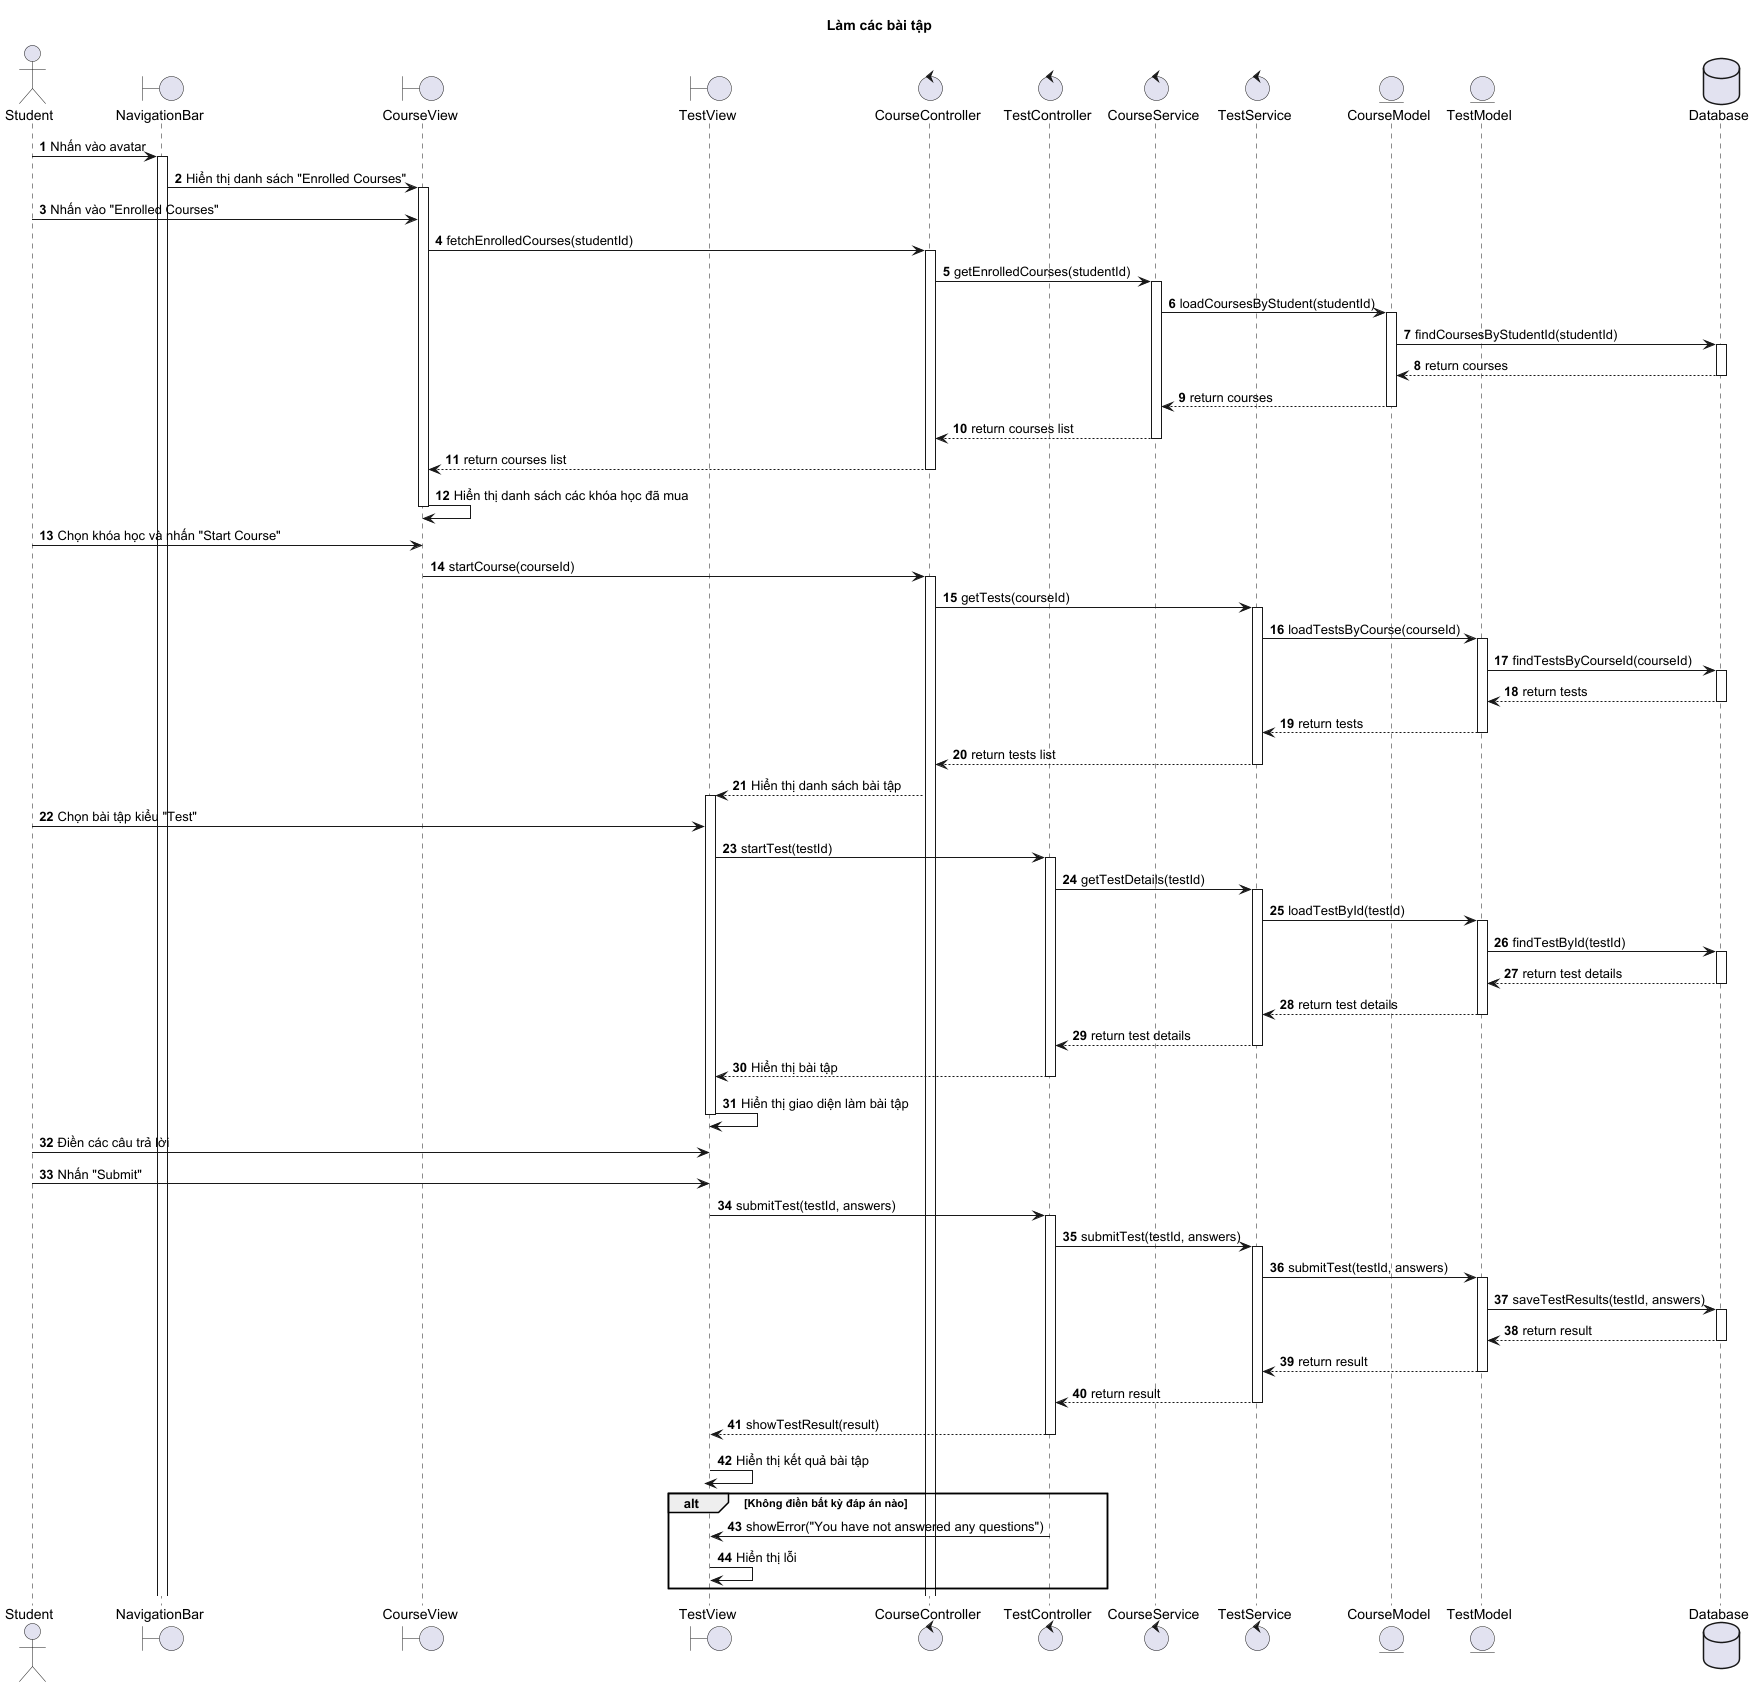 Làm các bài tập
Student NavigationBar CourseView TestView CourseController TestController CourseService TestService CourseModel TestModel Database
1 Nhấn vào avatar
2 Hiển thị danh sách "Enrolled Courses"
3 Nhấn vào "Enrolled Courses"
4 fetchEnrolledCourses(studentId)
5 getEnrolledCourses(studentId)
6 loadCoursesByStudent(studentId)
7 findCoursesByStudentId(studentId)
8 return courses
9 return courses
10 return courses list
11 return courses list
12 Hiển thị danh sách các khóa học đã mua
13 Chọn khóa học và nhấn "Start Course"
14 startCourse(courseId)
15 getTests(courseId)
16 loadTestsByCourse(courseId)
17 findTestsByCourseId(courseId)
18 return tests
19 return tests
20 return tests list
21 Hiển thị danh sách bài tập
22 Chọn bài tập kiểu "Test"
23 startTest(testId)
24 getTestDetails(testId)
25 loadTestById(testId)
26 findTestById(testId)
27 return test details
28 return test details
29 return test details
30 Hiển thị bài tập
31 Hiển thị giao diện làm bài tập
32 Điền các câu trả lời
33 Nhấn "Submit"
34 submitTest(testId, answers)
35 submitTest(testId, answers)
36 submitTest(testId, answers)
37 saveTestResults(testId, answers)
38 return result
39 return result
40 return result
41 showTestResult(result)
42 Hiển thị kết quả bài tập
alt [Không điền bất kỳ đáp án nào]
43 showError("You have not answered any questions")
44 Hiển thị lỗi
Student NavigationBar CourseView TestView CourseController TestController CourseService TestService CourseModel TestModel Database